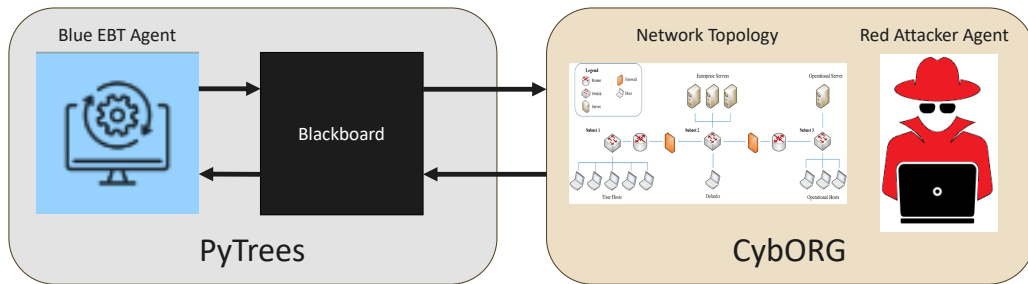 Blue EBT Agent
Blackboard
PyTrees
Network Topology
Red Attacker Agent
Legend
Router
Firewall
Switch
Host
Server
Enterprise Servers
Operational Server
Subnet 1
Subnet 2
Subnet 3
User Hosts
Defender
Operational Hosts
CybORG